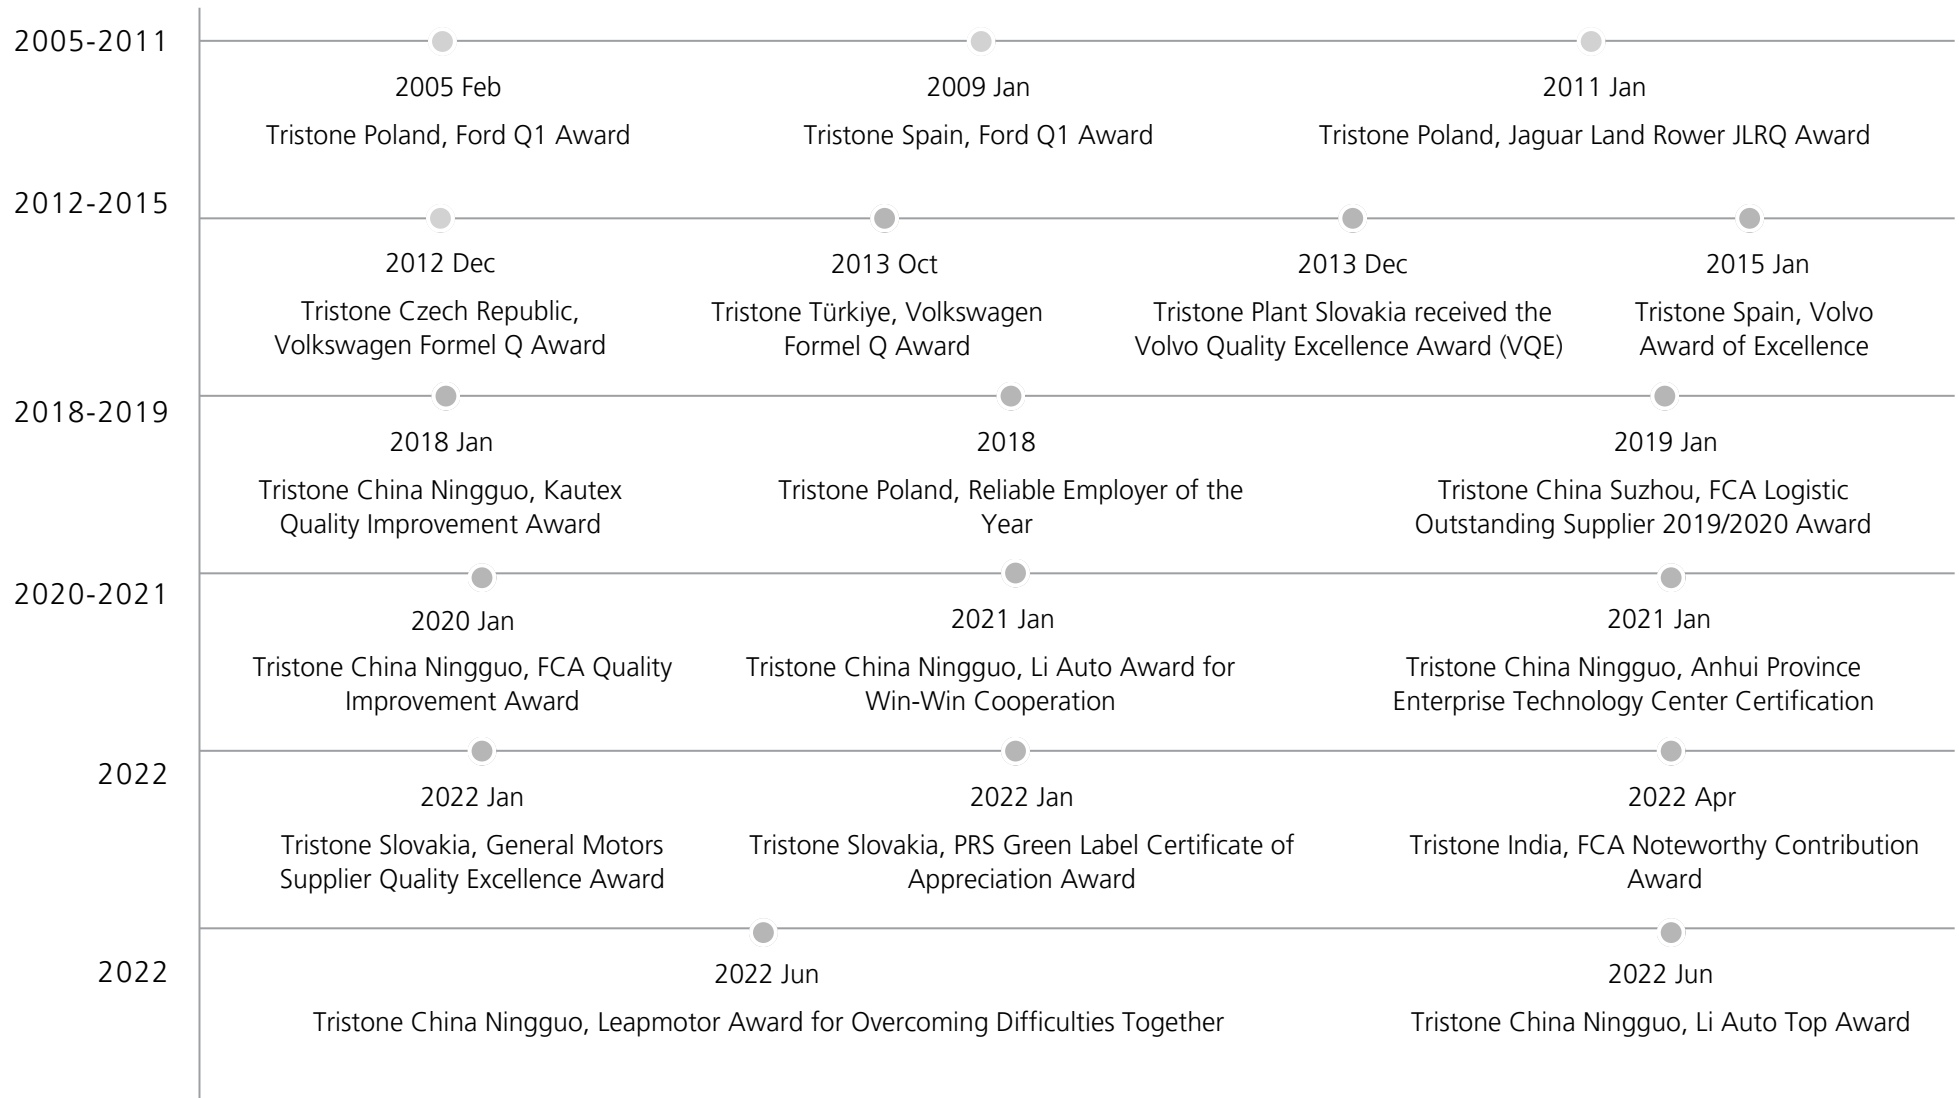 2005-2011
2005 Feb
Tristone Poland, Ford Q1 Award
2009 Jan
Tristone Spain, Ford Q1 Award
2011 Jan
Tristone Poland, Jaguar Land Rower JLRQ Award
2012-2015
2012 Dec
Tristone Czech Republic,
Volkswagen Formel Q Award
2013 Oct
Tristone Türkiye, Volkswagen
Formel Q Award
2013 Dec
Tristone Plant Slovakia received the
Volvo Quality Excellence Award (VQE)
2015 Jan
Tristone Spain, Volvo
Award of Excellence
2018-2019
2018 Jan
Tristone China Ningguo, Kautex
Quality Improvement Award
2018
Tristone Poland, Reliable Employer of the
Year
2019 Jan
Tristone China Suzhou, FCA Logistic
Outstanding Supplier 2019/2020 Award
2020-2021
2020 Jan
Tristone China Ningguo, FCA Quality
Improvement Award
2021 Jan
Tristone China Ningguo, Li Auto Award for
Win-Win Cooperation
2021 Jan
Tristone China Ningguo, Anhui Province
Enterprise Technology Center Certification
2022
2022 Jan
Tristone Slovakia, General Motors
Supplier Quality Excellence Award
2022 Jan
Tristone Slovakia, PRS Green Label Certificate of
Appreciation Award
2022 Apr
Tristone India, FCA Noteworthy Contribution
Award
2022
2022 Jun
Tristone China Ningguo, Leapmotor Award for Overcoming Difficulties Together
2022 Jun
Tristone China Ningguo, Li Auto Top Award